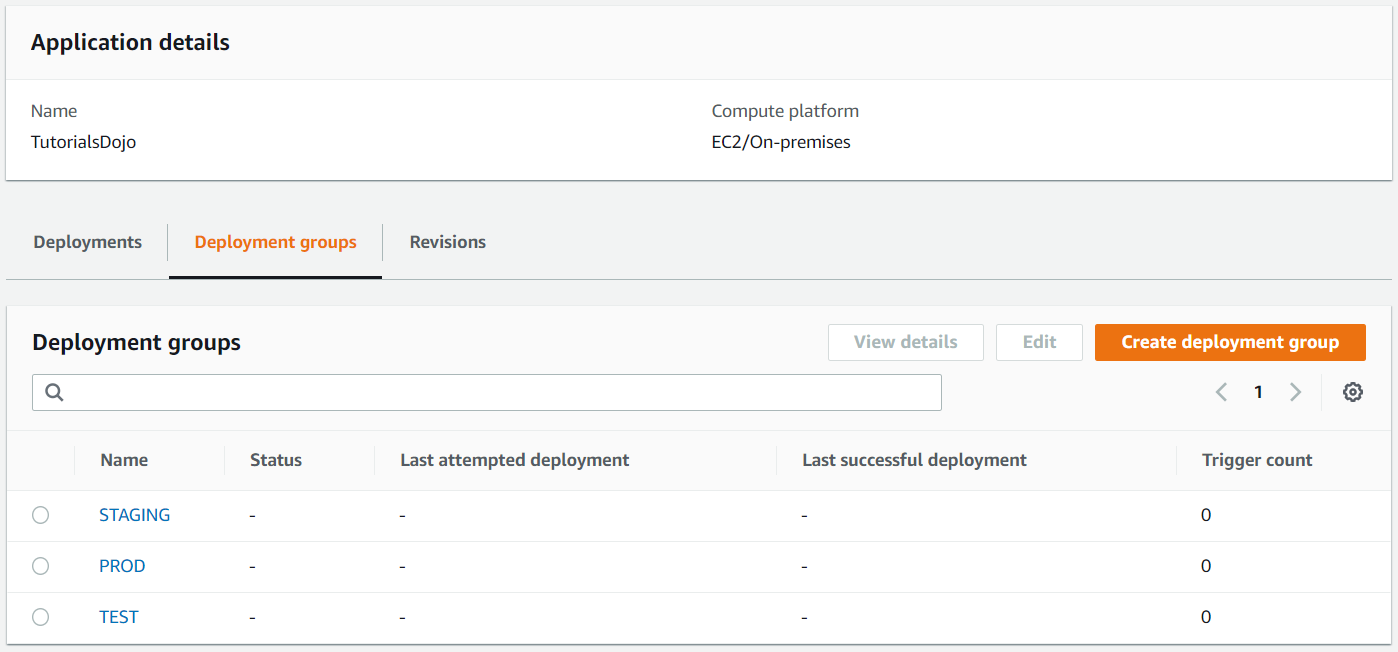 Application details
Name Compute platform
TutorialsDojo EC2/On-premises
Deployments Deployment groups Revisions
Deployment groups View details Edit Create deployment group
1
Name Status Last attempted deployment Last successful deployment Trigger count
STAGING - - - 0
PROD - - - 0
TEST - - - 0